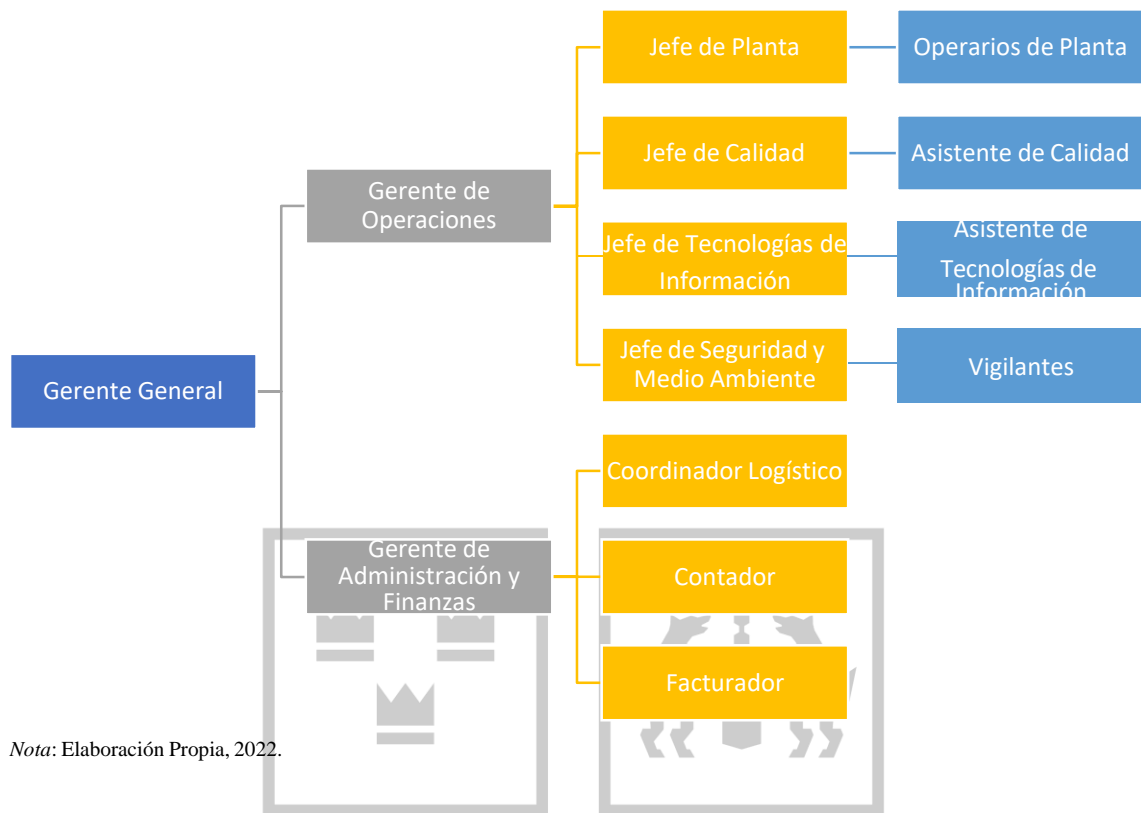 Jefe de Planta
Operarios de Planta
Jefe de Calidad
Asistente de Calidad
Gerente de
Operaciones
Jefe de Tecnologías de
Información
Asistente de
Tecnologías de
Información
Jefe de Seguridad y
Medio Ambiente
Vigilantes
Gerente General
Coordinador Logístico
Gerente de
Administración y
Finanzas
Contador
Facturador
Nota: Elaboración Propia, 2022.